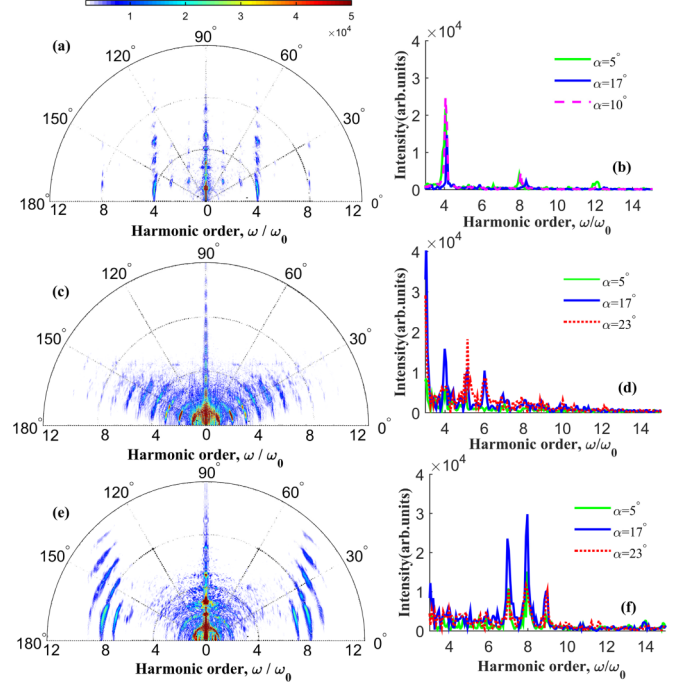 1 2 3 4 5
×10⁴
(a)
90°
120° 60°
150° 30°
180° 0°
12 8 4 0 4 8 12
Harmonic order, ω / ω₀
×10⁴
4
3
2
1
0
Intensity(arb.units)
α=5°
α=17°
α=10°
(b)
4 6 8 10 12 14
Harmonic order, ω/ω₀
(c)
90°
120° 60°
150° 30°
180° 0°
12 8 4 0 4 8 12
Harmonic order, ω / ω₀
×10⁴
4
3
2
1
0
Intensity(arb.units)
α=5°
α=17°
α=23°
(d)
4 6 8 10 12 14
Harmonic order, ω/ω₀
(e)
90°
120° 60°
150° 30°
180° 0°
12 8 4 0 4 8 12
Harmonic order, ω / ω₀
×10⁴
4
3
2
1
0
Intensity(arb.units)
α=5°
α=17°
α=23°
(f)
4 6 8 10 12 14
Harmonic order, ω/ω₀